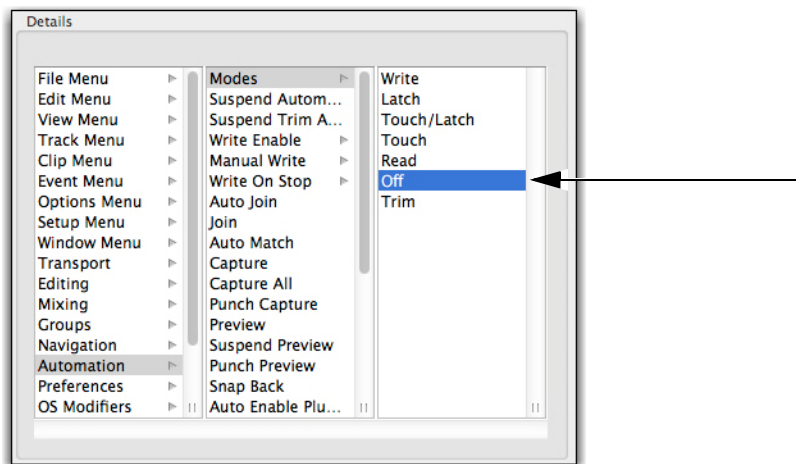 Details
File Menu
Edit Menu
View Menu
Track Menu
Clip Menu
Event Menu
Options Menu
Setup Menu
Window Menu
Transport
Editing
Mixing
Groups
Navigation
Automation
Preferences
OS Modifiers
Modes
Suspend Autom...
Suspend Trim A...
Write Enable
Manual Write
Write On Stop
Auto Join
Join
Auto Match
Capture
Capture All
Punch Capture
Preview
Suspend Preview
Punch Preview
Snap Back
Auto Enable Plu...
Write
Latch
Touch/Latch
Touch
Read
Off
Trim